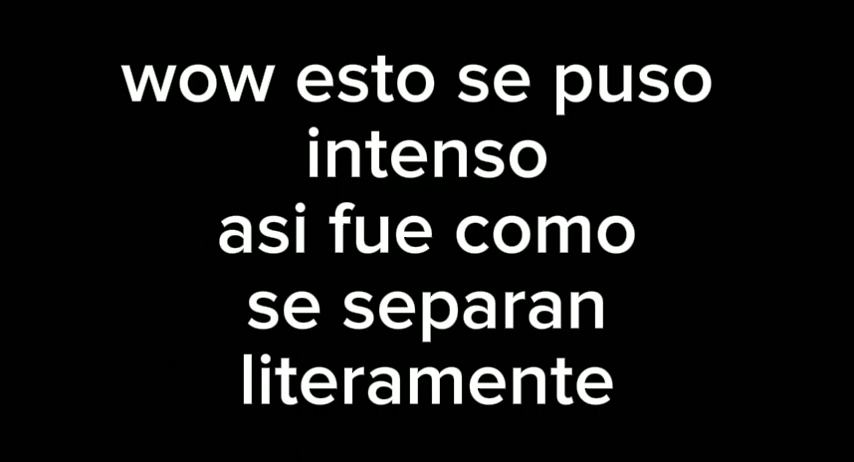 wow esto se puso
intenso
asi fue como
se separan
literamente